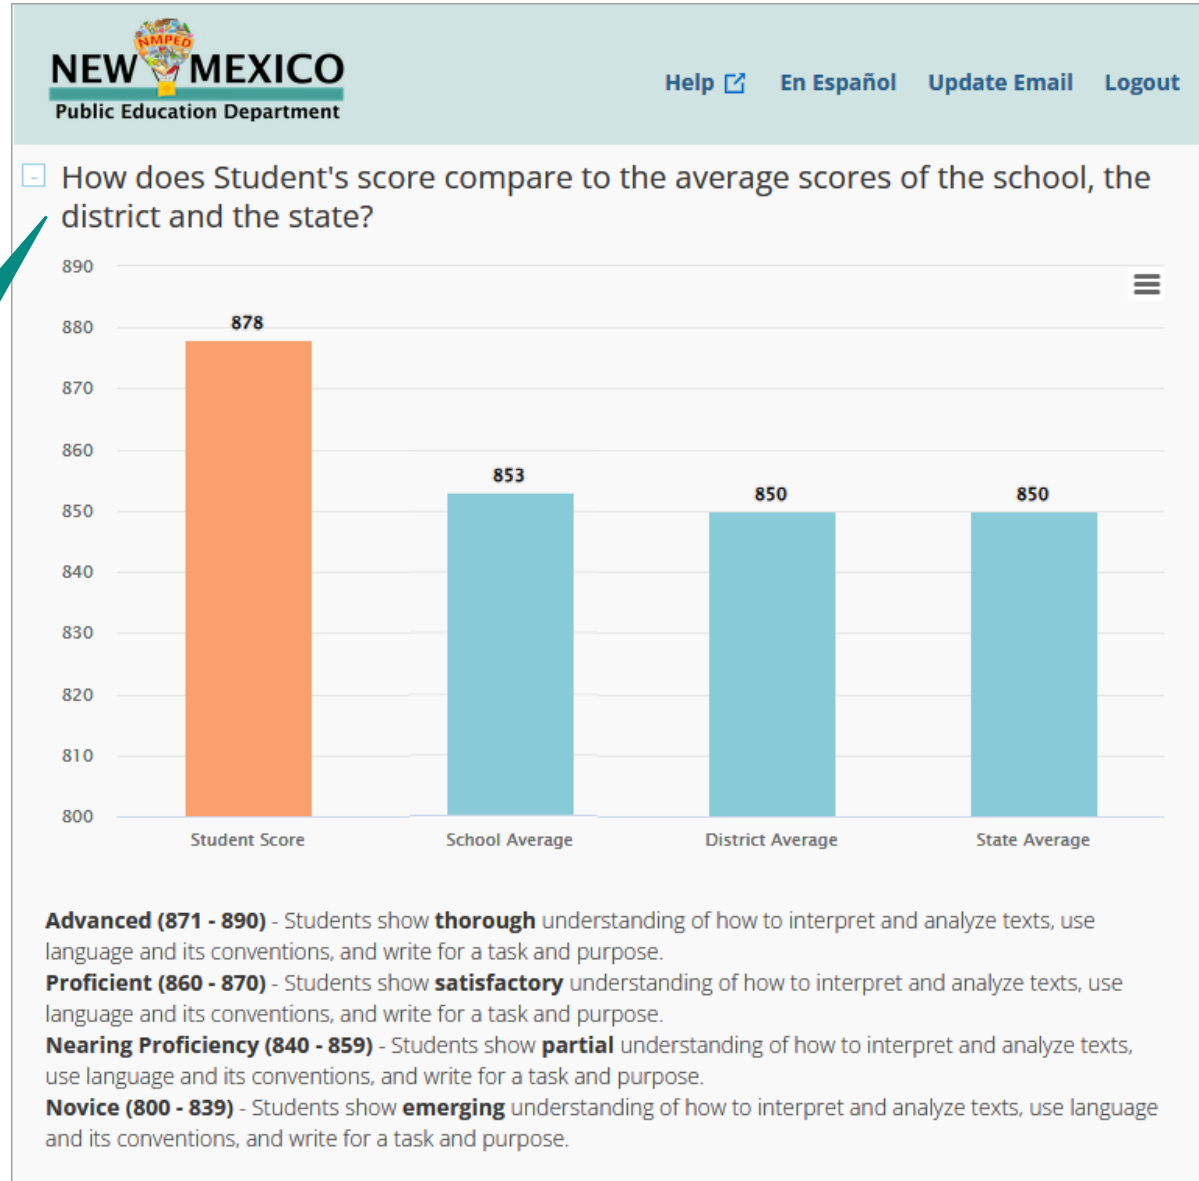 NMPED
NEW MEXICO
Public Education Department
Help En Español Update Email Logout
- How does Student's score compare to the average scores of the school, the
district and the state?
890
880
870
860
850
840
830
820
810
800
878
853
850
850
Student Score School Average District Average State Average
Advanced (871 - 890) - Students show thorough understanding of how to interpret and analyze texts, use
language and its conventions, and write for a task and purpose.
Proficient (860 - 870) - Students show satisfactory understanding of how to interpret and analyze texts, use
language and its conventions, and write for a task and purpose.
Nearing Proficiency (840 - 859) - Students show partial understanding of how to interpret and analyze texts,
use language and its conventions, and write for a task and purpose.
Novice (800 - 839) - Students show emerging understanding of how to interpret and analyze texts, use language
and its conventions, and write for a task and purpose.